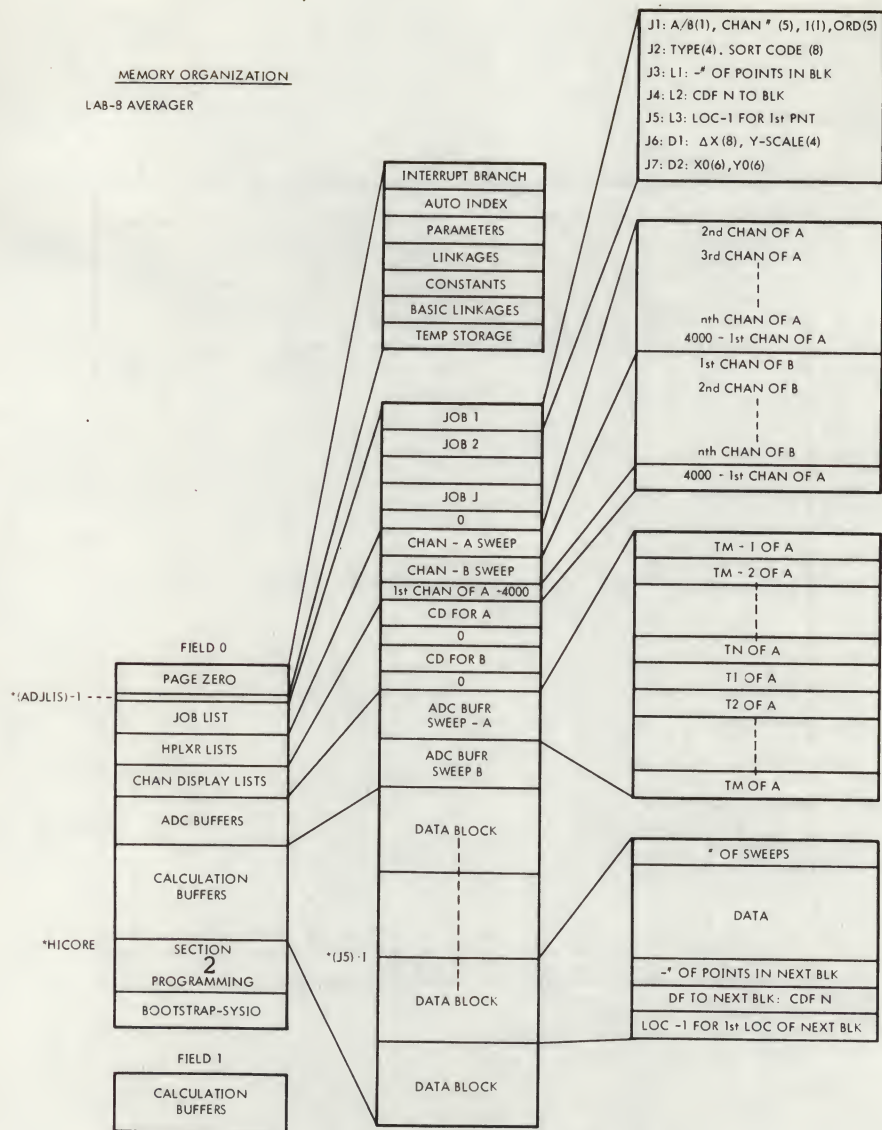 MEMORY ORGANIZATION
LAB-8 AVERAGER
J1: A/B(1), CHAN # (5), I(1),ORD(5)
J2: TYPE(4), SORT CODE (8)
J3: L1: -# OF POINTS IN BLK
J4: L2: CDF N TO BLK
J5: L3: LOC-1 FOR 1st PNT
J6: D1: ΔX(8), Y-SCALE(4)
J7: D2: X0(6), Y0(6)
INTERRUPT BRANCH
AUTO INDEX
PARAMETERS
LINKAGES
CONSTANTS
BASIC LINKAGES
TEMP STORAGE
2nd CHAN OF A
3rd CHAN OF A
nth CHAN OF A
4000 - 1st CHAN OF A
1st CHAN OF B
2nd CHAN OF B
nth CHAN OF B
4000 - 1st CHAN OF A
JOB 1
JOB 2
JOB J
0
CHAN - A SWEEP
CHAN - B SWEEP
1st CHAN OF A -4000
CD FOR A
0
CD FOR B
0
ADC BUFR
SWEEP - A
ADC BUFR
SWEEP B
DATA BLOCK
DATA BLOCK
DATA BLOCK
*(J5)-1
TM - 1 OF A
TM - 2 OF A
TN OF A
T1 OF A
T2 OF A
TM OF A
# OF SWEEPS
DATA
-# OF POINTS IN NEXT BLK
DF TO NEXT BLK: CDF N
LOC -1 FOR 1st LOC OF NEXT BLK
FIELD 0
PAGE ZERO
*(ADJLIS)-1
JOB LIST
HPLXR LISTS
CHAN DISPLAY LISTS
ADC BUFFERS
CALCULATION
BUFFERS
*HICORE
SECTION
2
PROGRAMMING
BOOTSTRAP-SYSIO
FIELD 1
CALCULATION
BUFFERS